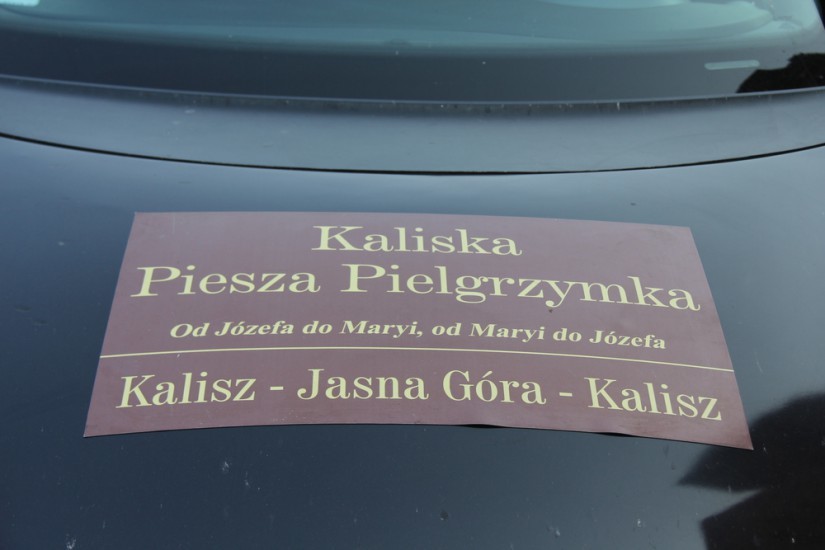 Kaliska
Piesza Pielgrzymka
Od Józefa do Maryi, od Maryi do Józefa
Kalisz - Jasna Góra - Kalisz